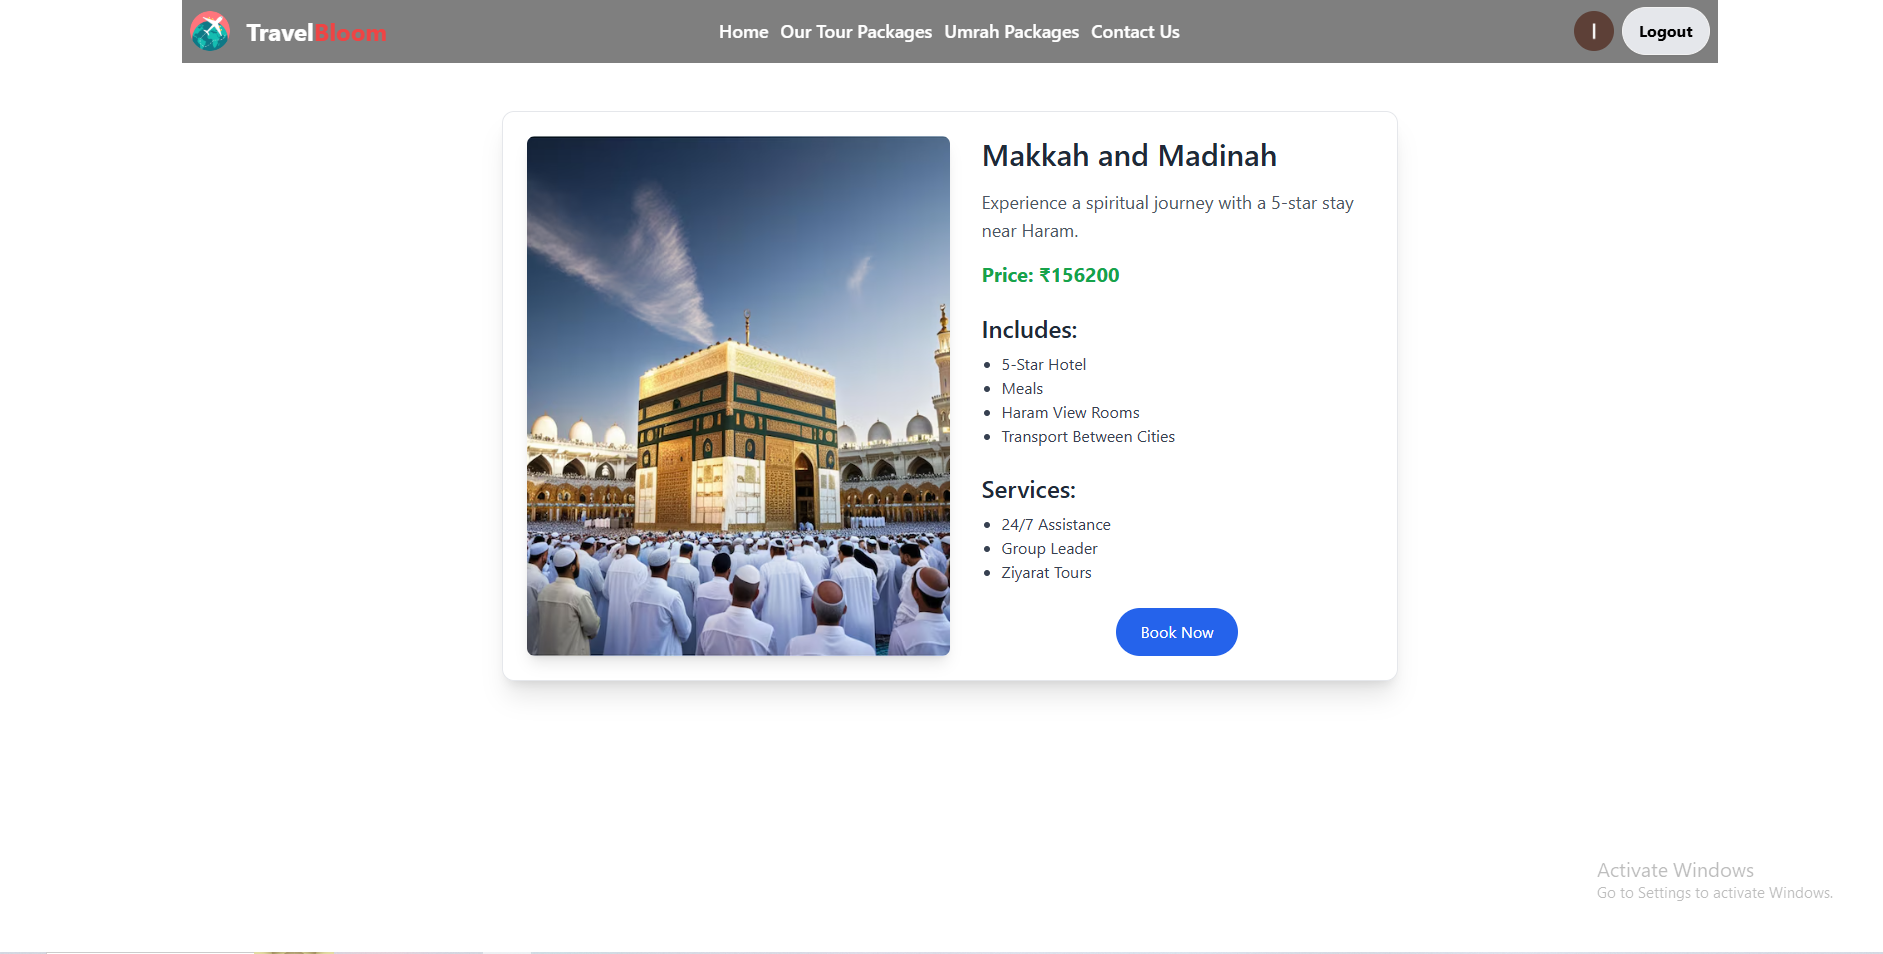 TravelBloom
Home Our Tour Packages Umrah Packages Contact Us
I
Logout
Makkah and Madinah
Experience a spiritual journey with a 5-star stay
near Haram.
Price: ₹156200
Includes:
5-Star Hotel
Meals
Haram View Rooms
Transport Between Cities
Services:
24/7 Assistance
Group Leader
Ziyarat Tours
Book Now
Activate Windows
Go to Settings to activate Windows.